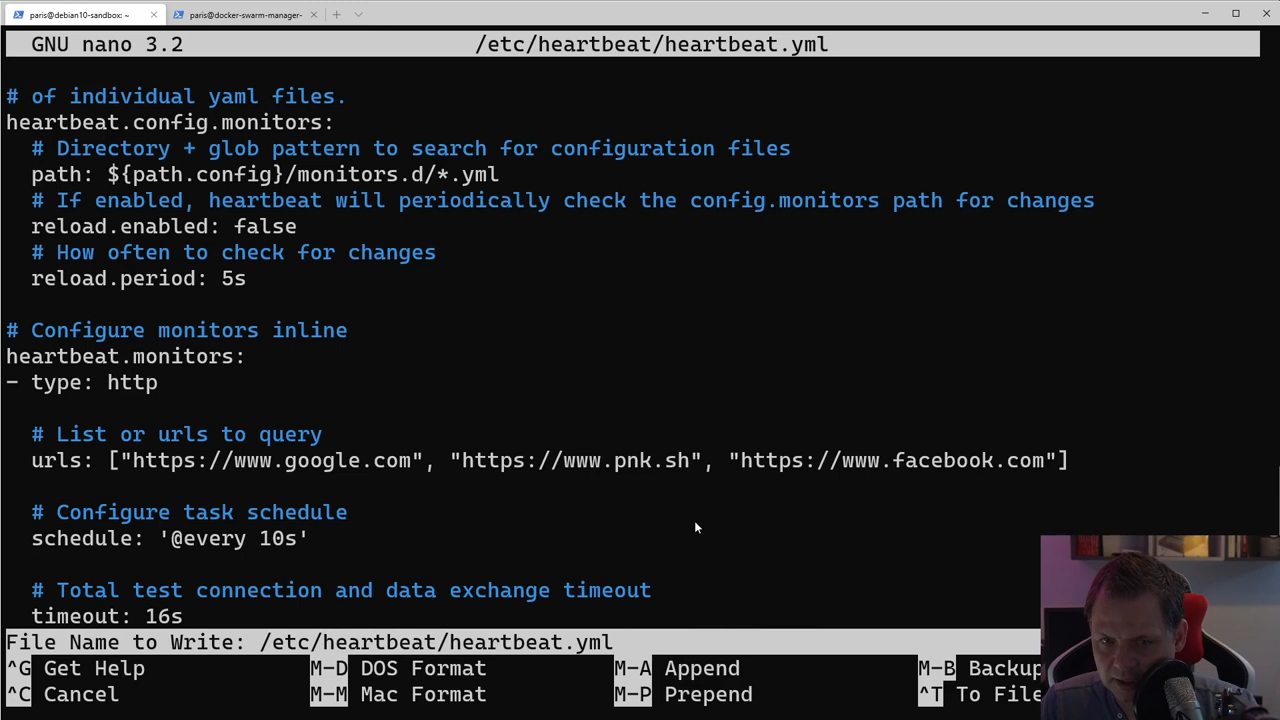 paris@debian10-sandbox: ~
paris@docker-swarm-manager-
GNU nano 3.2 /etc/heartbeat/heartbeat.yml
# of individual yaml files.
heartbeat.config.monitors:
# Directory + glob pattern to search for configuration files
path: ${path.config}/monitors.d/*.yml
# If enabled, heartbeat will periodically check the config.monitors path for changes
reload.enabled: false
# How often to check for changes
reload.period: 5s
# Configure monitors inline
heartbeat.monitors:
- type: http
# List or urls to query
urls: ["https://www.google.com", "https://www.pnk.sh", "https://www.facebook.com"]
# Configure task schedule
schedule: '@every 10s'
# Total test connection and data exchange timeout
timeout: 16s
File Name to Write: /etc/heartbeat/heartbeat.yml
^G Get Help M-D DOS Format M-A Append M-B Backup
^C Cancel M-M Mac Format M-P Prepend ^T To File